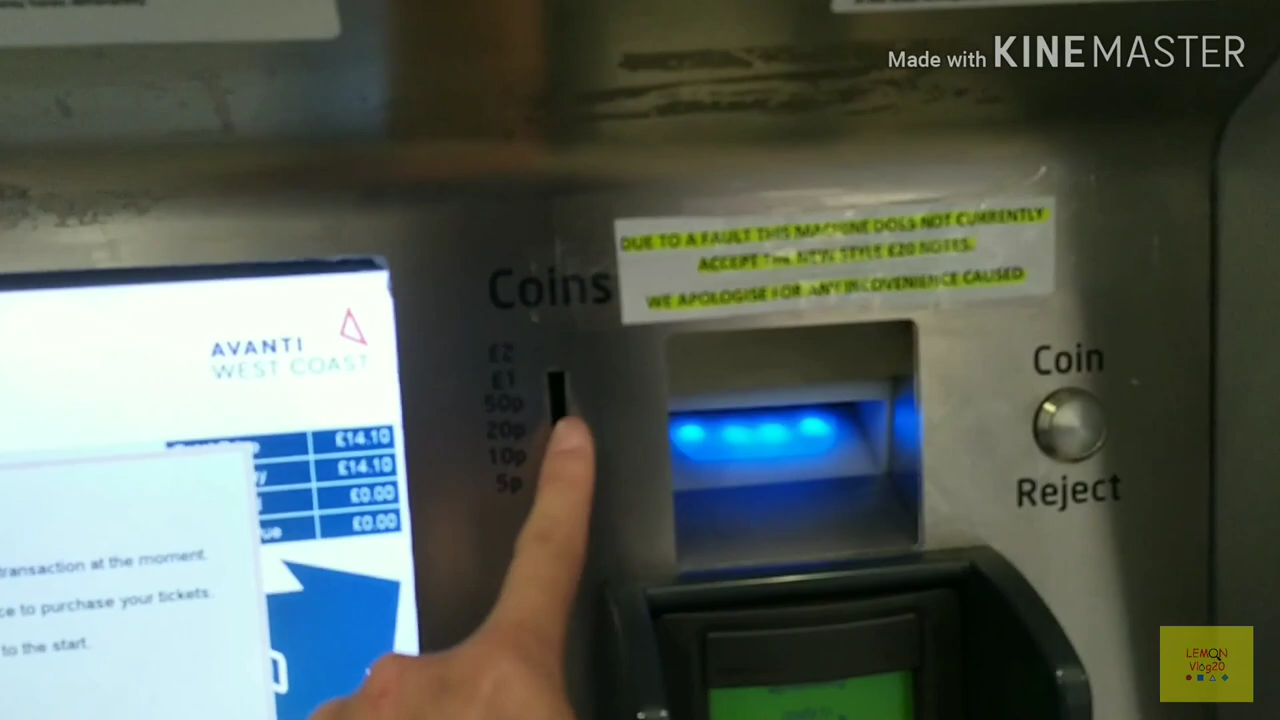 Made with KINEMASTER
DUE TO A FAULT THIS MACHINE DOES NOT CURRENTLY
ACCEPT THE NEW STYLE £20 NOTES.
WE APOLOGISE FOR ANY INCOVENIENCE CAUSED
Coins
£2
£1
50p
20p
10p
5p
Coin
Reject
AVANTI
WEST COAST
£14.10
£14.10
£0.00
£0.00
transaction at the moment.
to purchase your tickets.
to the start.
LEMON
Vlog20